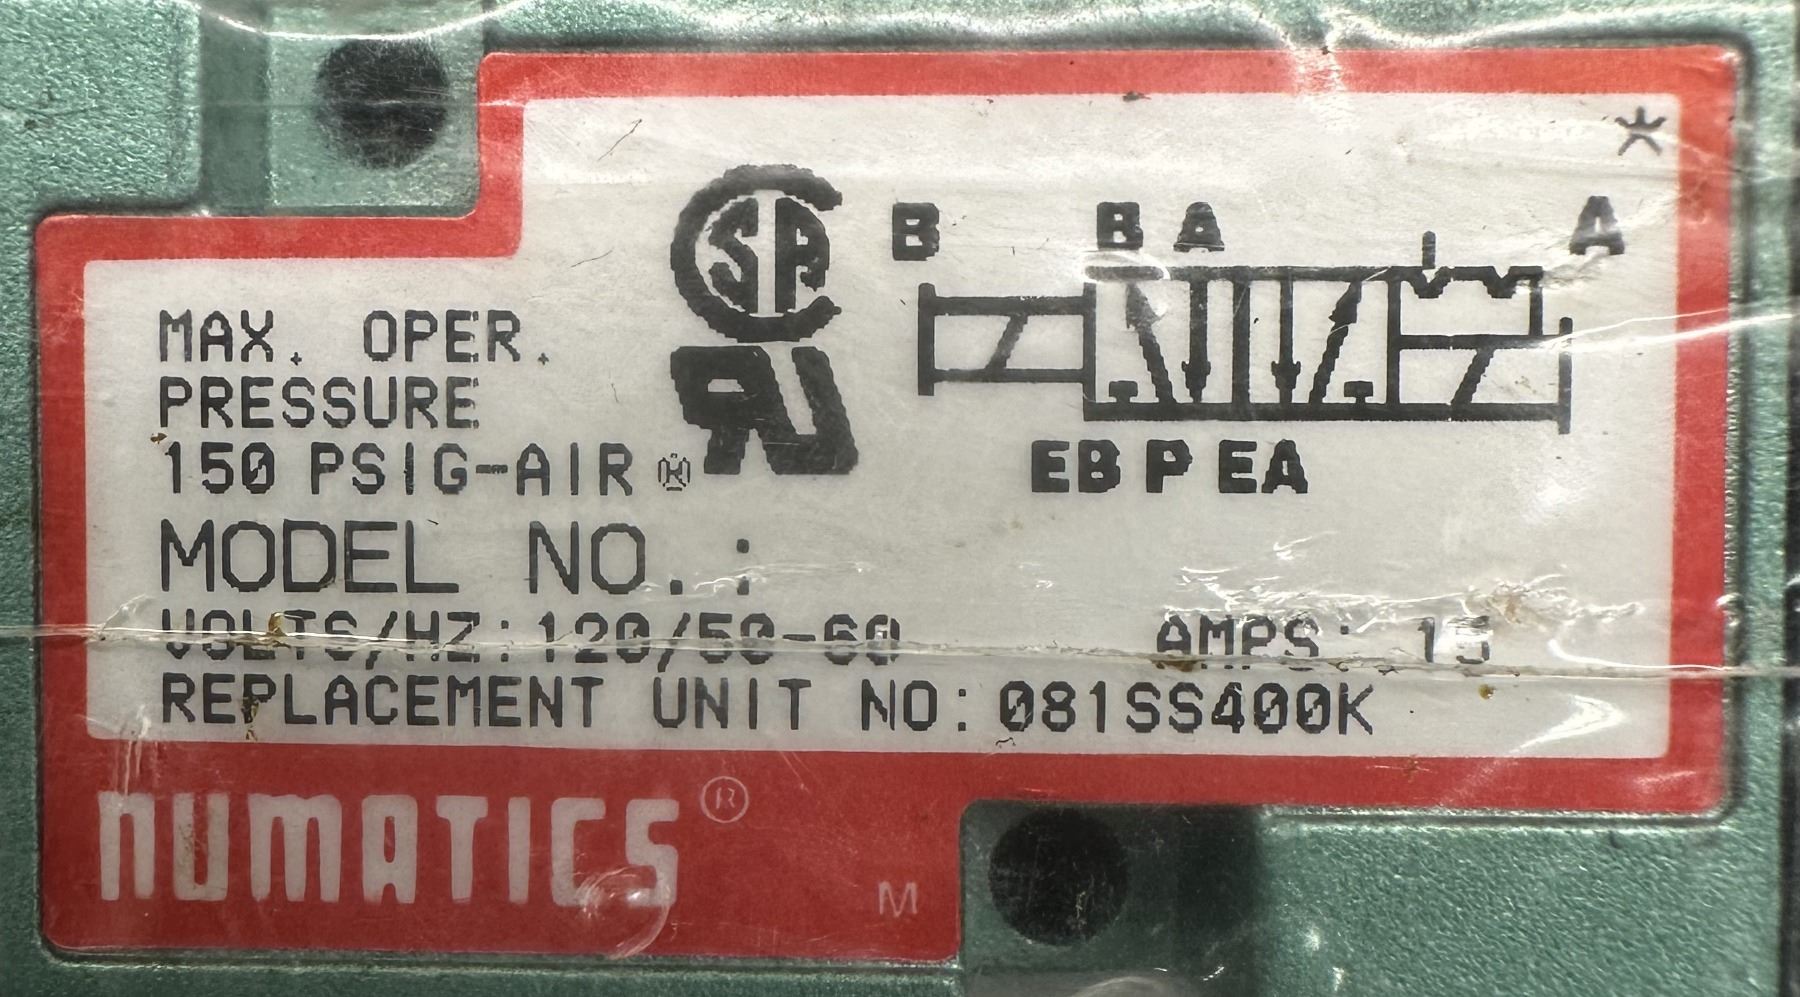 *
B BA A
MAX. OPER.
PRESSURE
150 PSIG-AIR ®
EB P EA
MODEL NO.:
VOLTS/HZ:120/50-60 AMPS: .15
REPLACEMENT UNIT NO:081SS400K
numatics®
M